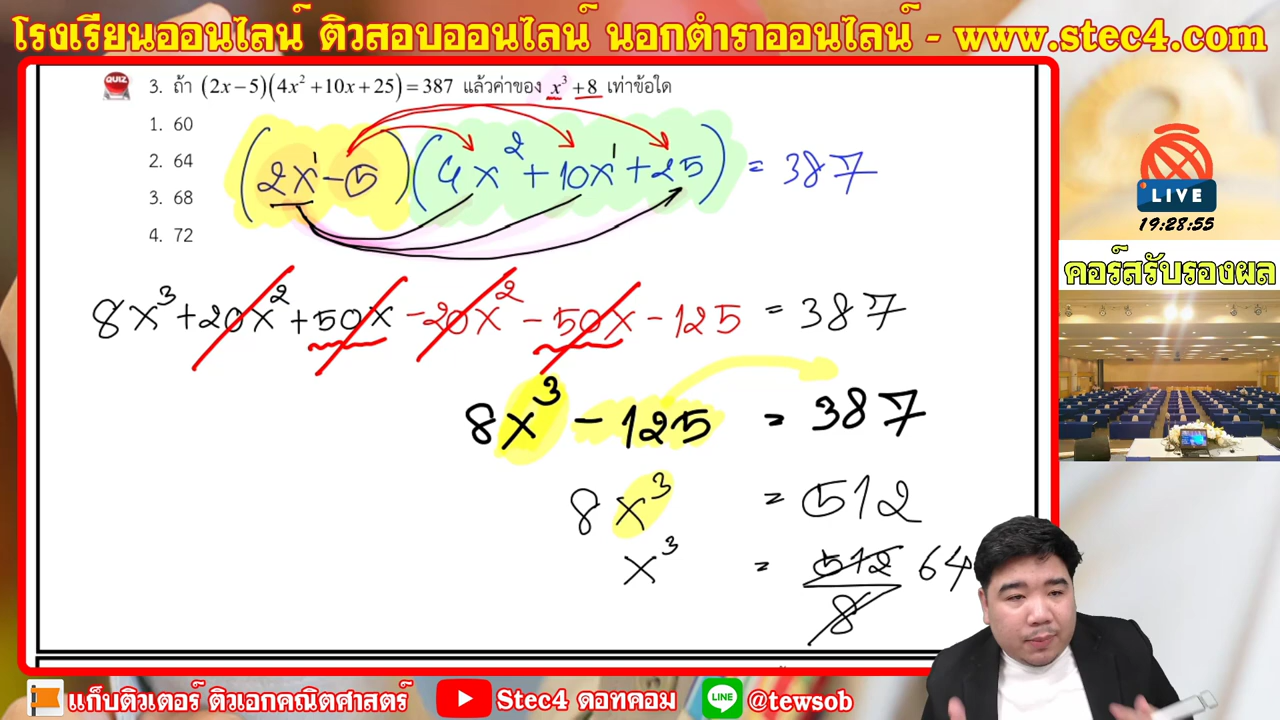 โรงเรียนออนไลน์ ติวสอบออนไลน์ นอกตำราออนไลน์ - www.stec4.com
QUIZ
3. ถ้า (2x−5)(4x²+10x+25)=387 แล้วค่าของ x³+8 เท่าข้อใด
1. 60
2. 64
3. 68
4. 72
(2x¹-5)(4x²+10x¹+25) = 387
8x³+20x²+50x-20x²-50x-125 = 387
8x³-125 = 387
8x³ = 512
x³ = 512/8 64
LIVE
19:28:55
คอร์สรับรองผล
แก๊บติวเตอร์ ติวเอกคณิตศาสตร์
Stec4 ดอทคอม
LINE
@tewsob